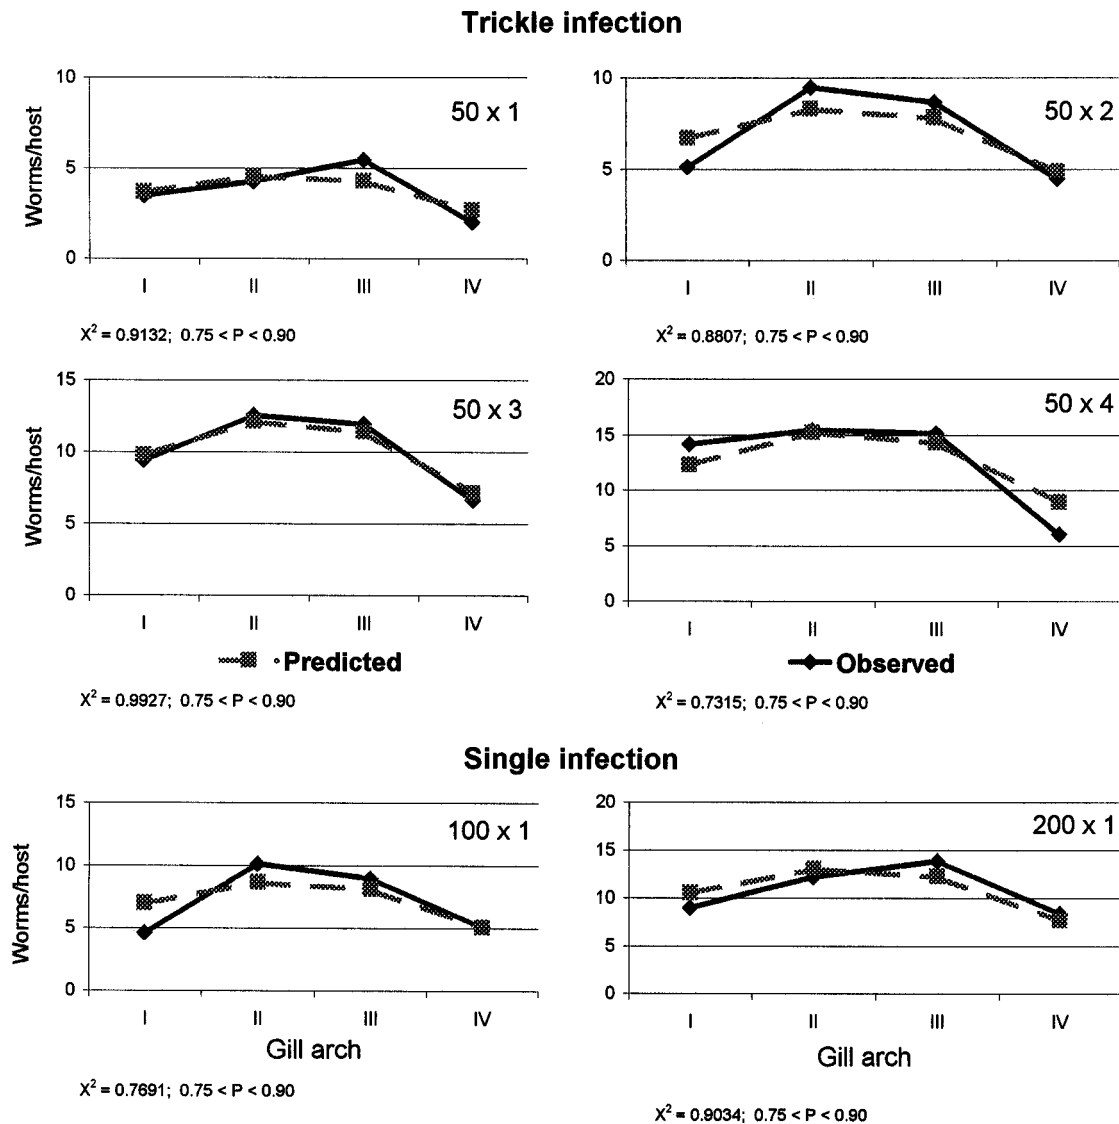 Trickle infection
10
5
0
Worms/host
50 x 1
I II III IV
X² = 0.9132; 0.75 < P < 0.90
10
5
0
50 x 2
I II III IV
X² = 0.8807; 0.75 < P < 0.90
15
10
5
0
Worms/host
50 x 3
I II III IV
Predicted
X² = 0.9927; 0.75 < P < 0.90
20
15
10
5
0
50 x 4
I II III IV
Observed
X² = 0.7315; 0.75 < P < 0.90
Single infection
15
10
5
0
Worms/host
100 x 1
I II III IV
Gill arch
X² = 0.7691; 0.75 < P < 0.90
20
15
10
5
0
200 x 1
I II III IV
Gill arch
X² = 0.9034; 0.75 < P < 0.90